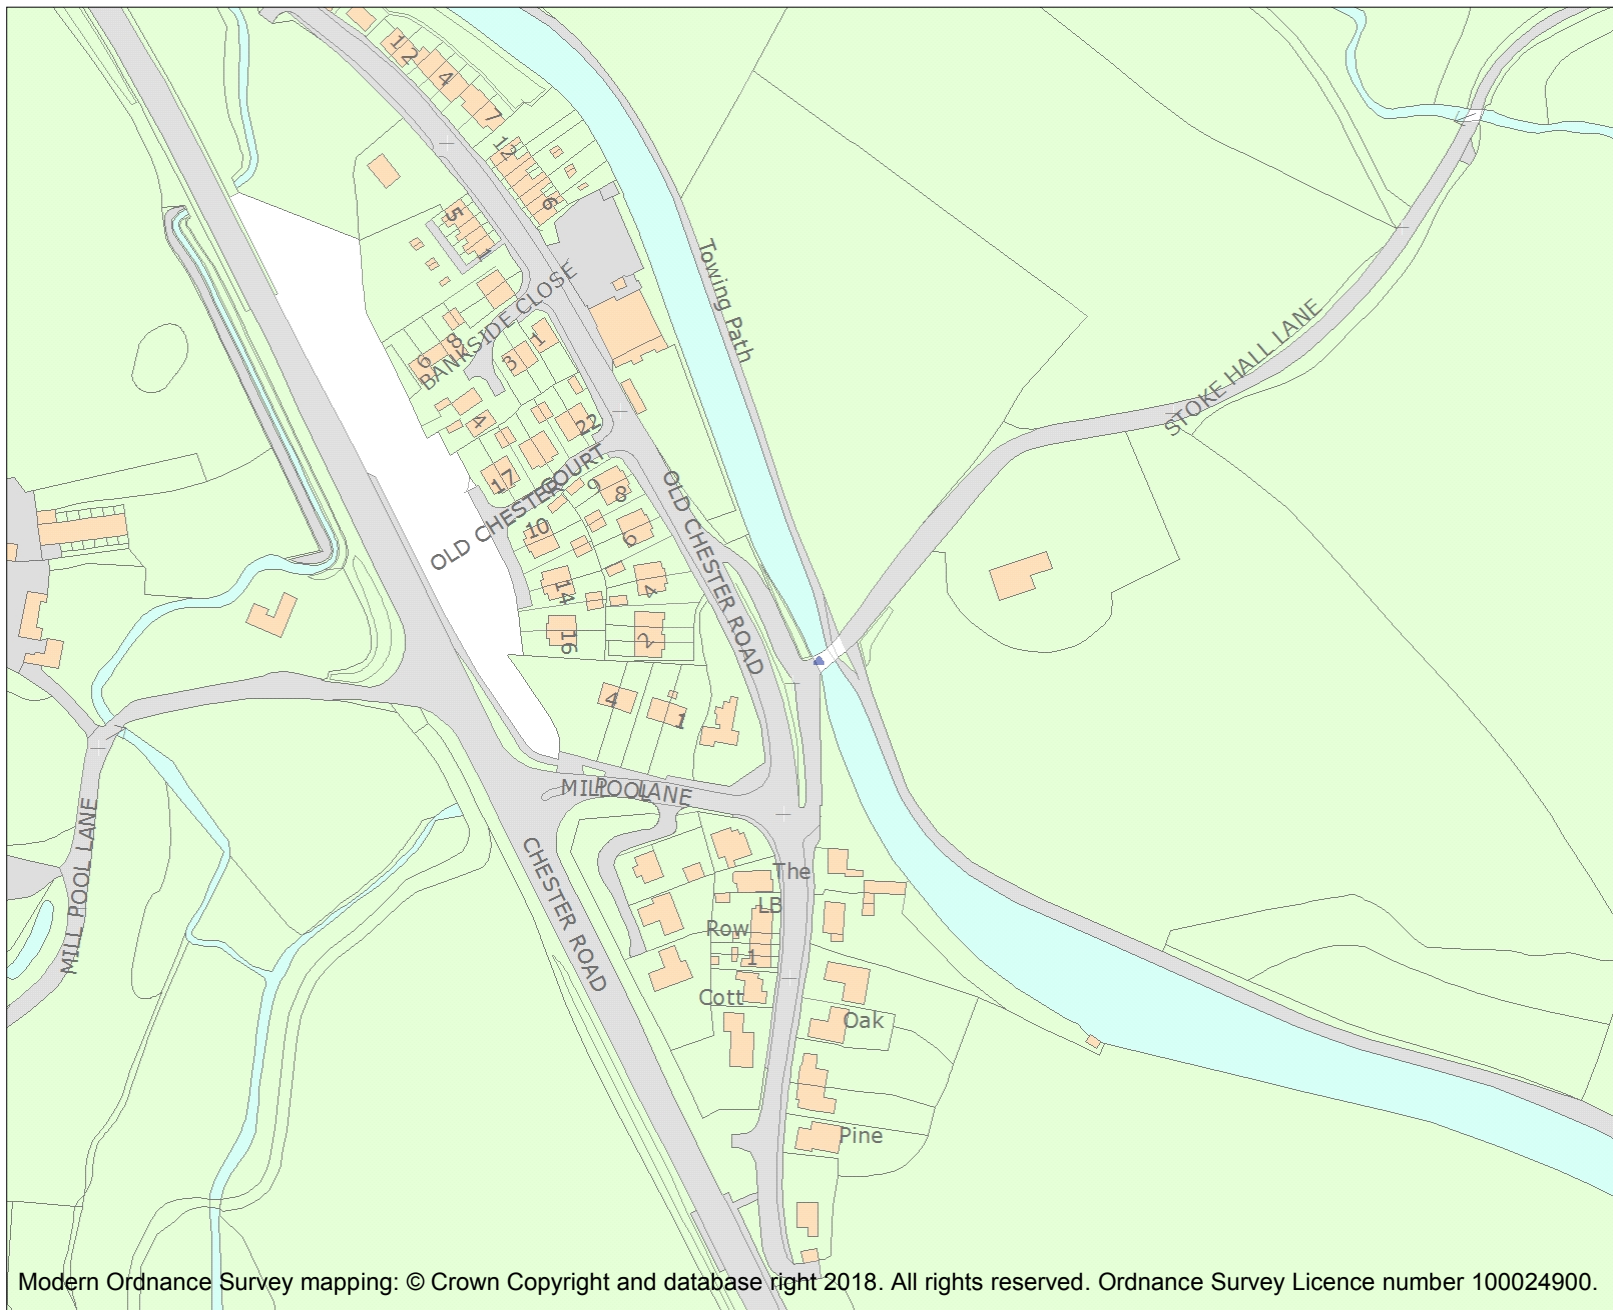 1 2
4
7
12
6
5
1
BANKSIDE CLOSE
Towing Path
STOKE HALL LANE
6
8
3
1
4
22
17
OLD CHESTER COURT
OLD CHESTER ROAD
9
8
10
6
14
4
16
2
4
1
MILL POOL LANE
MILL POOL LANE
CHESTER ROAD
The
LB
Row
1
Cott
Oak
Pine
Modern Ordnance Survey mapping: © Crown Copyright and database right 2018. All rights reserved. Ordnance Survey Licence number 100024900.